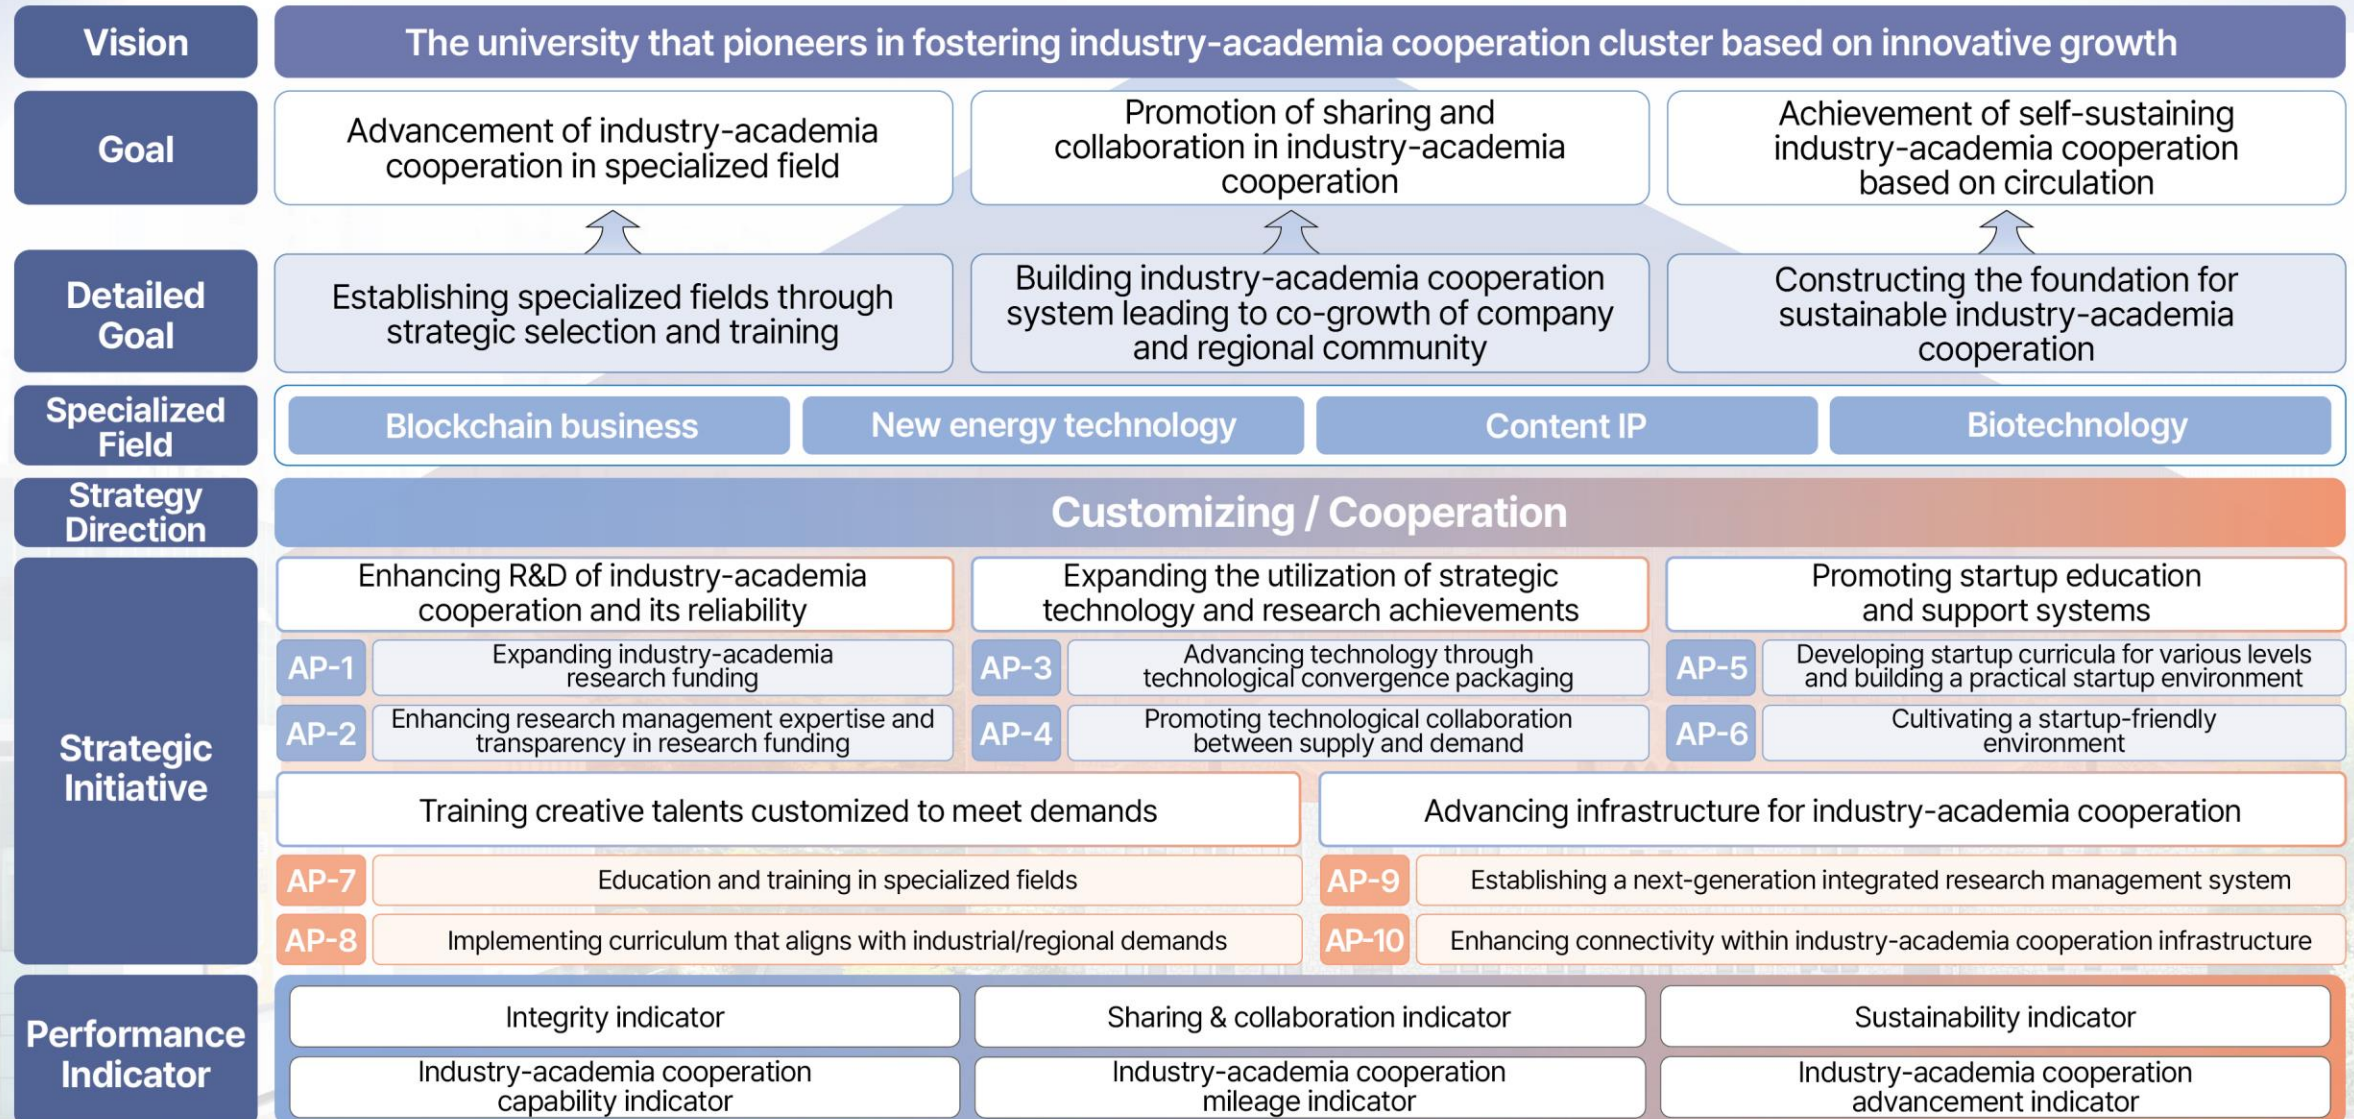 Vision
The university that pioneers in fostering industry-academia cooperation cluster based on innovative growth
Goal
Advancement of industry-academia
cooperation in specialized field
Promotion of sharing and
collaboration in industry-academia
cooperation
Achievement of self-sustaining
industry-academia cooperation
based on circulation
Detailed
Goal
Establishing specialized fields through
strategic selection and training
Building industry-academia cooperation
system leading to co-growth of company
and regional community
Constructing the foundation for
sustainable industry-academia
cooperation
Specialized
Field
Blockchain business
New energy technology
Content IP
Biotechnology
Strategy
Direction
Customizing / Cooperation
Strategic
Initiative
Enhancing R&D of industry-academia
cooperation and its reliability
Expanding the utilization of strategic
technology and research achievements
Promoting startup education
and support systems
AP-1
Expanding industry-academia
research funding
AP-3
Advancing technology through
technological convergence packaging
AP-5
Developing startup curricula for various levels
and building a practical startup environment
AP-2
Enhancing research management expertise and
transparency in research funding
AP-4
Promoting technological collaboration
between supply and demand
AP-6
Cultivating a startup-friendly
environment
Training creative talents customized to meet demands
Advancing infrastructure for industry-academia cooperation
AP-7
Education and training in specialized fields
AP-9
Establishing a next-generation integrated research management system
AP-8
Implementing curriculum that aligns with industrial/regional demands
AP-10
Enhancing connectivity within industry-academia cooperation infrastructure
Performance
Indicator
Integrity indicator
Sharing & collaboration indicator
Sustainability indicator
Industry-academia cooperation
capability indicator
Industry-academia cooperation
mileage indicator
Industry-academia cooperation
advancement indicator